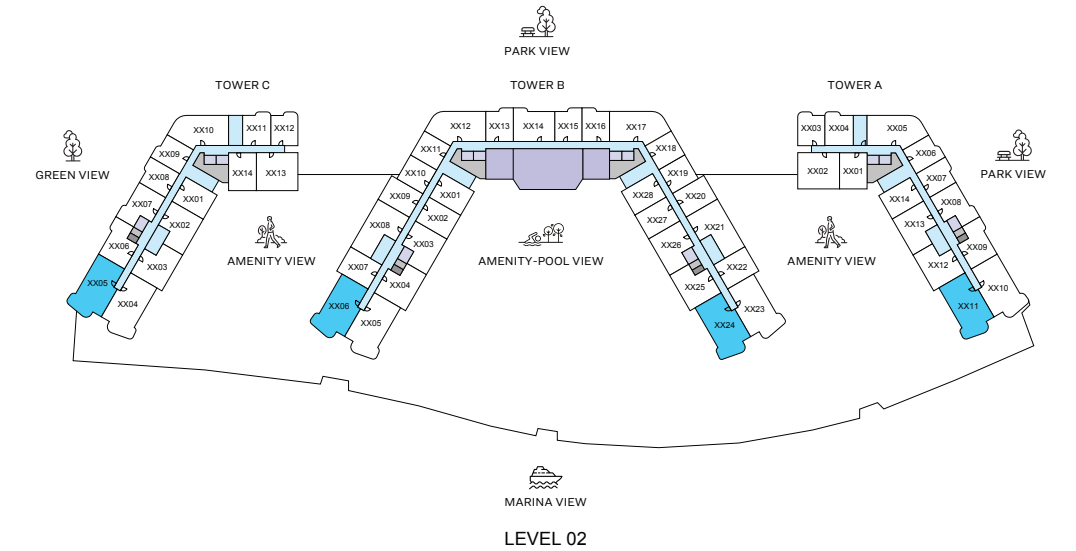 PARK VIEW
TOWER C
TOWER B
TOWER A
GREEN VIEW
PARK VIEW
XX10
XX11
XX12
XX09
XX08
XX07
XX06
XX05
XX04
XX03
XX02
XX01
XX14
XX13
AMENITY VIEW
XX12
XX13
XX14
XX15
XX16
XX17
XX11
XX10
XX09
XX08
XX07
XX06
XX05
XX04
XX03
XX02
XX01
XX18
XX19
XX20
XX21
XX22
XX23
XX24
XX25
XX26
XX27
XX28
AMENITY-POOL VIEW
AMENITY VIEW
XX03
XX04
XX05
XX02
XX01
XX06
XX07
XX08
XX09
XX10
XX11
XX12
XX13
XX14
MARINA VIEW
LEVEL 02